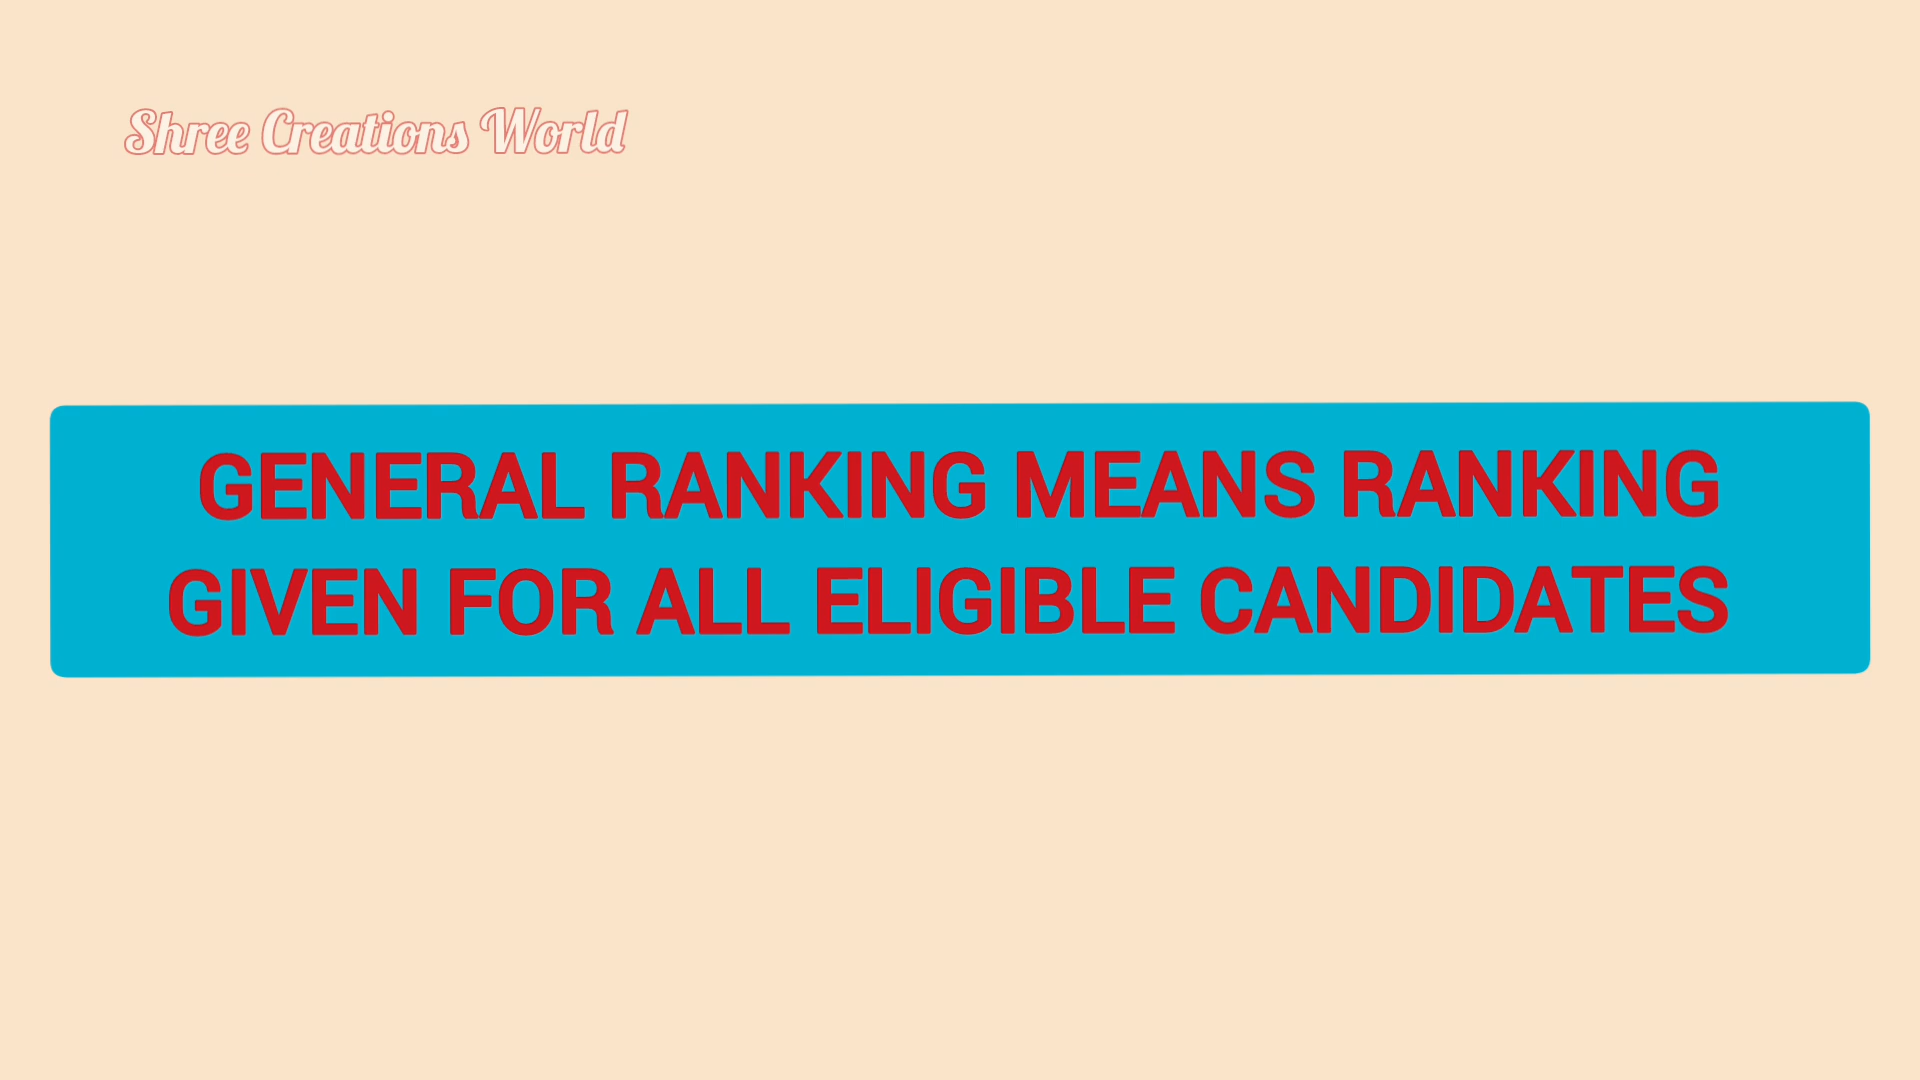 Shree Creations World
GENERAL RANKING MEANS RANKING
GIVEN FOR ALL ELIGIBLE CANDIDATES